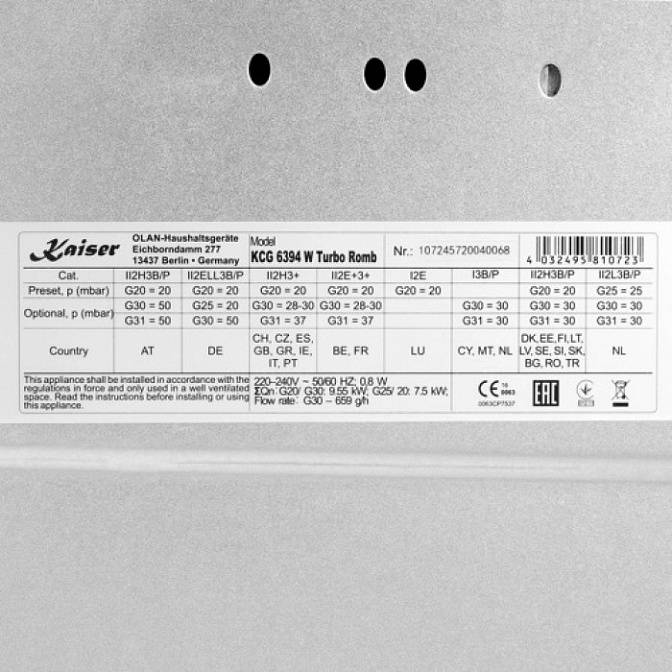 Kaiser
OLAN-Haushaltsgeräte
Eichborndamm 277
13437 Berlin • Germany
Model
KCG 6394 W Turbo Romb
Nr.: 107245720040068
4 032495 810723
Cat. II2H3B/P II2ELL3B/P II2H3+ II2E+3+ I2E I3B/P II2H3B/P II2L3B/P
Preset, p (mbar) G20 = 20 G20 = 20 G20 = 20 G20 = 20 G20 = 20 G20 = 20 G25 = 25
Optional, p (mbar) G30 = 50 G25 = 20 G30 = 28-30 G30 = 28-30 G30 = 30 G30 = 30 G30 = 30
G31 = 50 G30 = 50 G31 = 37 G31 = 37 G31 = 30 G31 = 30 G31 = 30
Country AT DE CH, CZ, ES, GB, GR, IE, IT, PT BE, FR LU CY, MT, NL DK,EE,FI,LT, LV, SE, SI, SK, BG, RO, TR NL
This appliance shall be installed in accordance with the
regulations in force and only used in a well ventilated
space. Read the instructions before installing or using
this appliance.
220–240V ~ 50/60 HZ; 0,8 W
ΣQn: G20/ G30: 9.55 kW; G25/ 20: 7.5 kW;
Flow rate: G30 – 659 g/h
CE 16
0063
0063CP7537
EAC